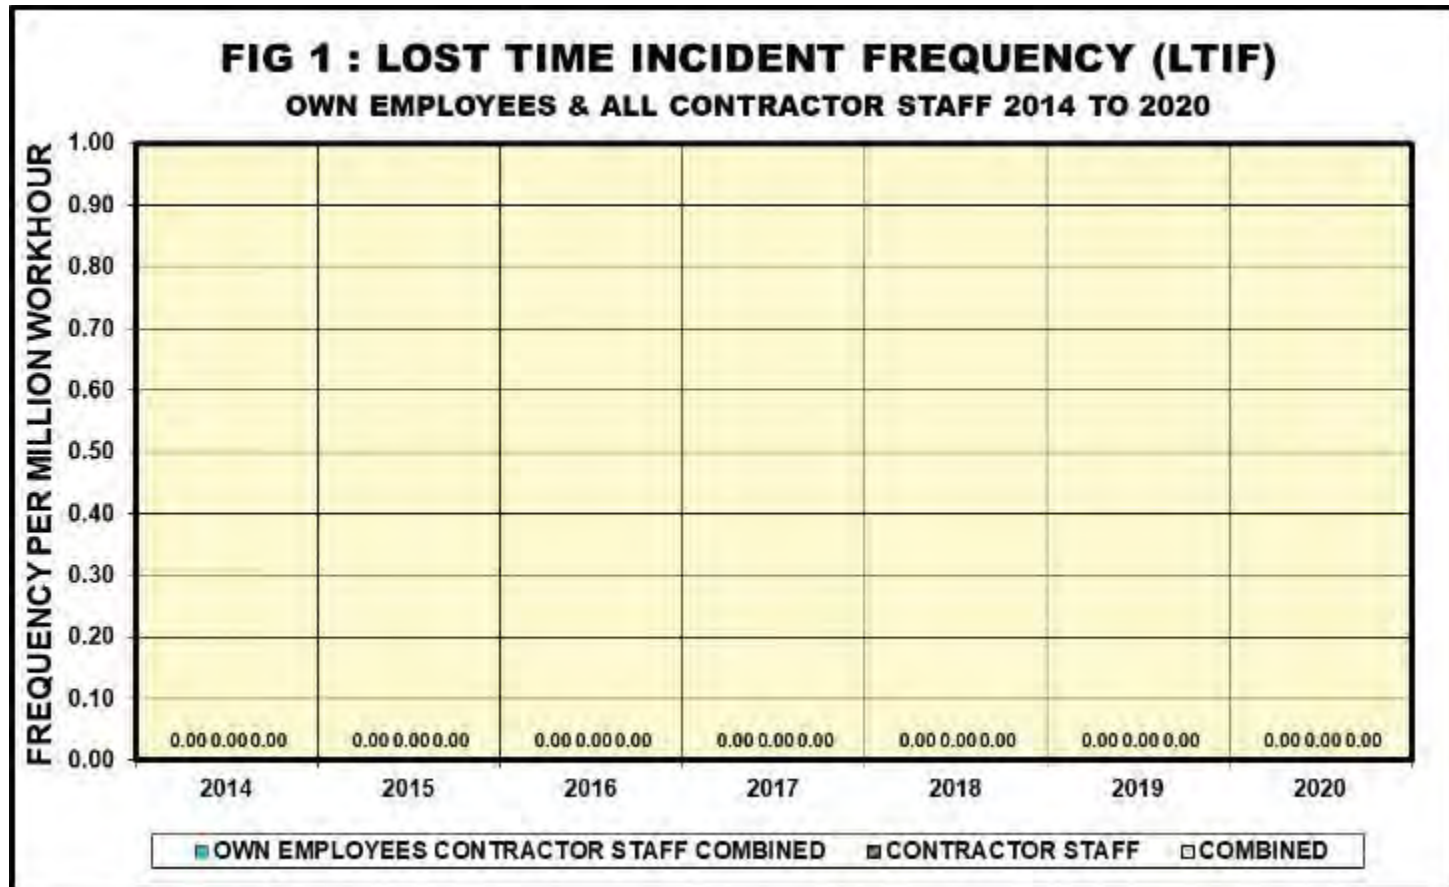 FIG 1 : LOST TIME INCIDENT FREQUENCY (LTIF)
OWN EMPLOYEES & ALL CONTRACTOR STAFF 2014 TO 2020
FREQUENCY PER MILLION WORKHOUR
1.00
0.90
0.80
0.70
0.60
0.50
0.40
0.30
0.20
0.10
0.00
0.00 0.00 0.00 0.00 0.00 0.00 0.00 0.00 0.00 0.00 0.00 0.00 0.00 0.00 0.00 0.00 0.00 0.00 0.00 0.00 0.00
2014 2015 2016 2017 2018 2019 2020
OWN EMPLOYEES CONTRACTOR STAFF COMBINED CONTRACTOR STAFF COMBINED